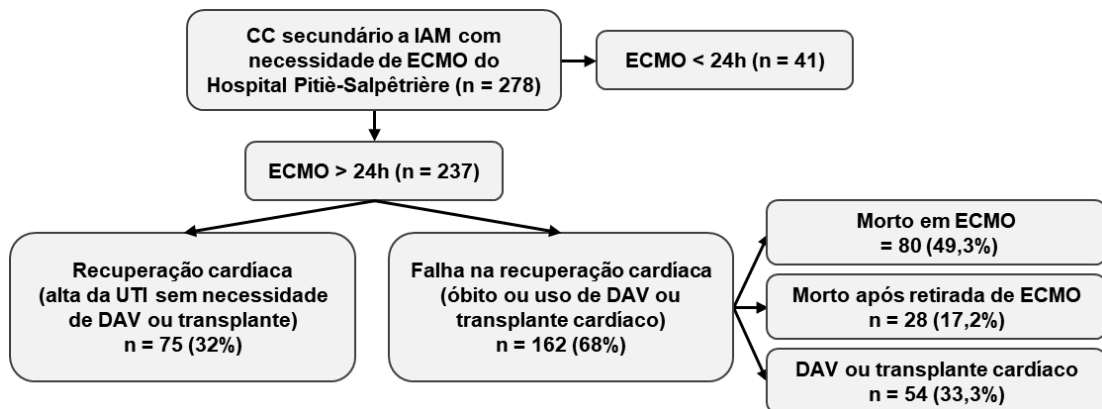 CC secundário a IAM com
necessidade de ECMO do
Hospital Pitiè-Salpêtrière (n = 278)
ECMO < 24h (n = 41)
ECMO > 24h (n = 237)
Recuperação cardíaca
(alta da UTI sem necessidade
de DAV ou transplante)
n = 75 (32%)
Falha na recuperação cardíaca
(óbito ou uso de DAV ou
transplante cardíaco)
n = 162 (68%)
Morto em ECMO
= 80 (49,3%)
Morto após retirada de ECMO
n = 28 (17,2%)
DAV ou transplante cardíaco
n = 54 (33,3%)